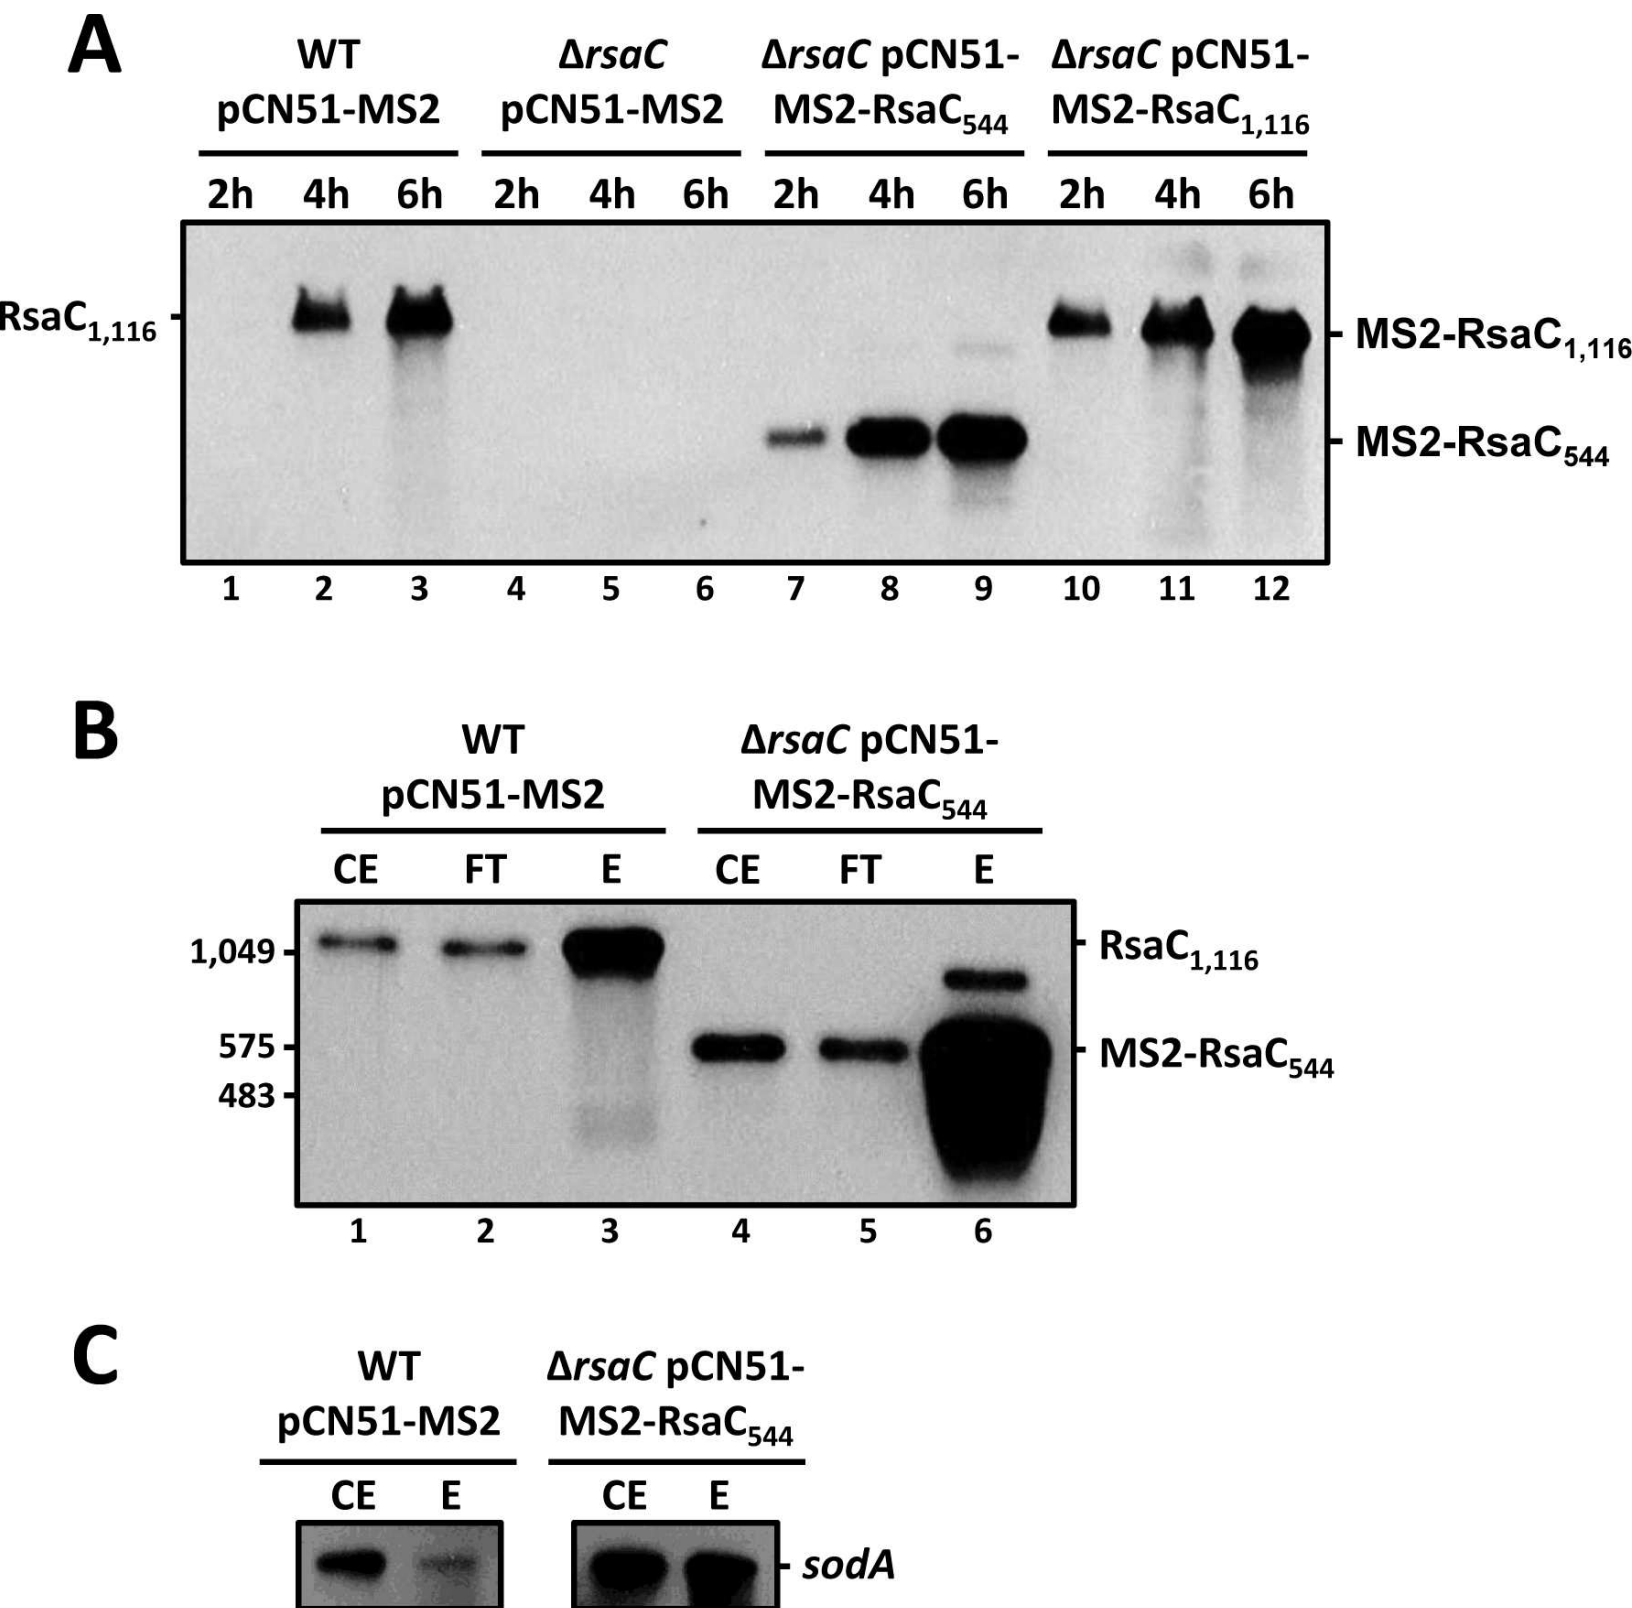 A
WT
pCN51-MS2
ΔrsaC
pCN51-MS2
ΔrsaC pCN51-
MS2-RsaC544
ΔrsaC pCN51-
MS2-RsaC1,116
2h 4h 6h 2h 4h 6h 2h 4h 6h 2h 4h 6h
RsaC1,116
MS2-RsaC1,116
MS2-RsaC544
1 2 3 4 5 6 7 8 9 10 11 12
B
WT
pCN51-MS2
ΔrsaC pCN51-
MS2-RsaC544
CE FT E CE FT E
1,049
575
483
RsaC1,116
MS2-RsaC544
1 2 3 4 5 6
C
WT
pCN51-MS2
ΔrsaC pCN51-
MS2-RsaC544
CE E CE E
sodA